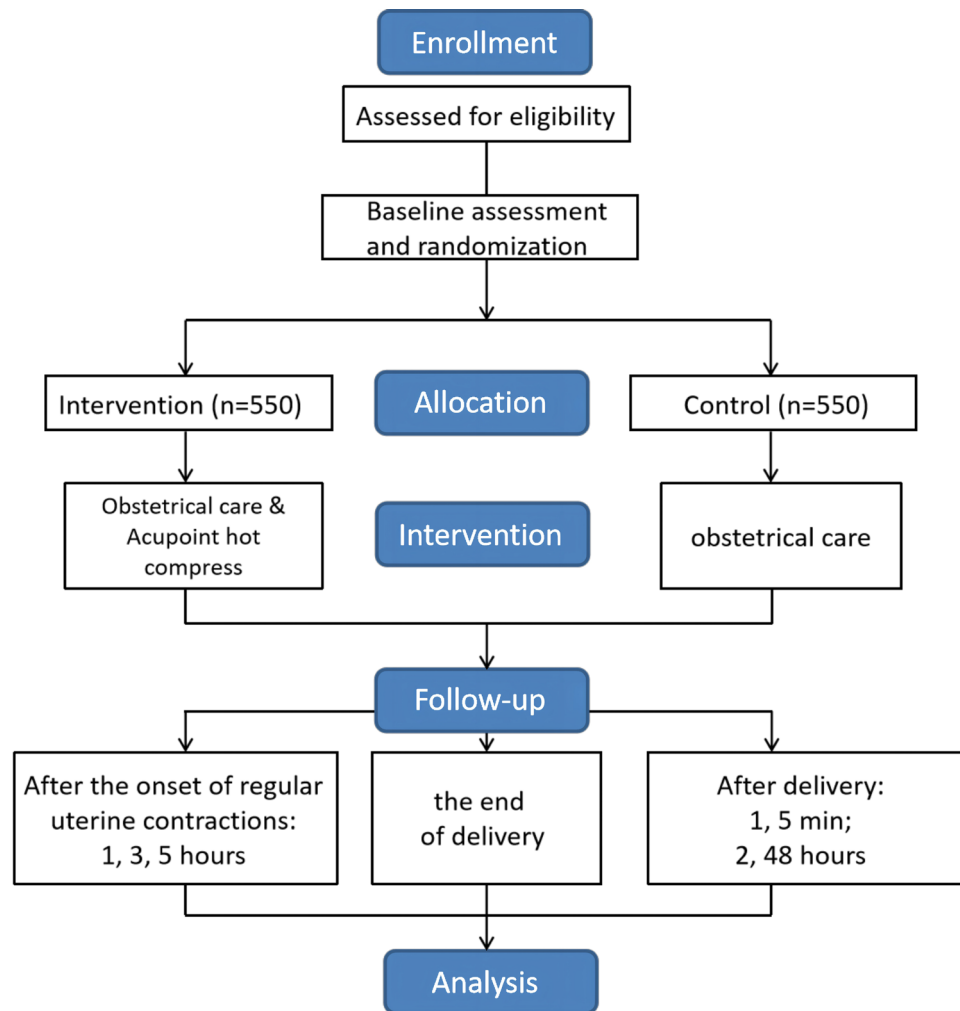 Enrollment
Assessed for eligibility
Baseline assessment
and randomization
Intervention (n=550)
Allocation
Control (n=550)
Obstetrical care &
Acupoint hot
compress
Intervention
obstetrical care
Follow-up
After the onset of regular
uterine contractions:
1, 3, 5 hours
the end
of delivery
After delivery:
1, 5 min;
2, 48 hours
Analysis